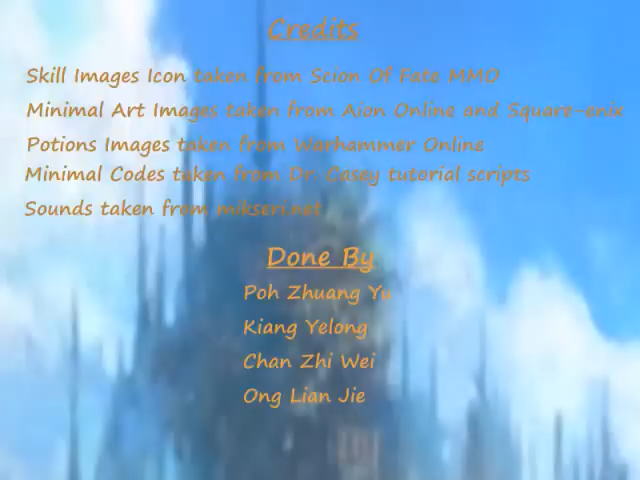 Credits
Skill Images Icon taken from Scion Of Fate MMO
Minimal Art Images taken from Aion Online and Square-enix
Potions Images taken from Warhammer Online
Minimal Codes taken from Dr. Casey tutorial scripts
Sounds taken from mikseri.net
Done By
Poh Zhuang Yu
Kiang Yelong
Chan Zhi Wei
Ong Lian Jie